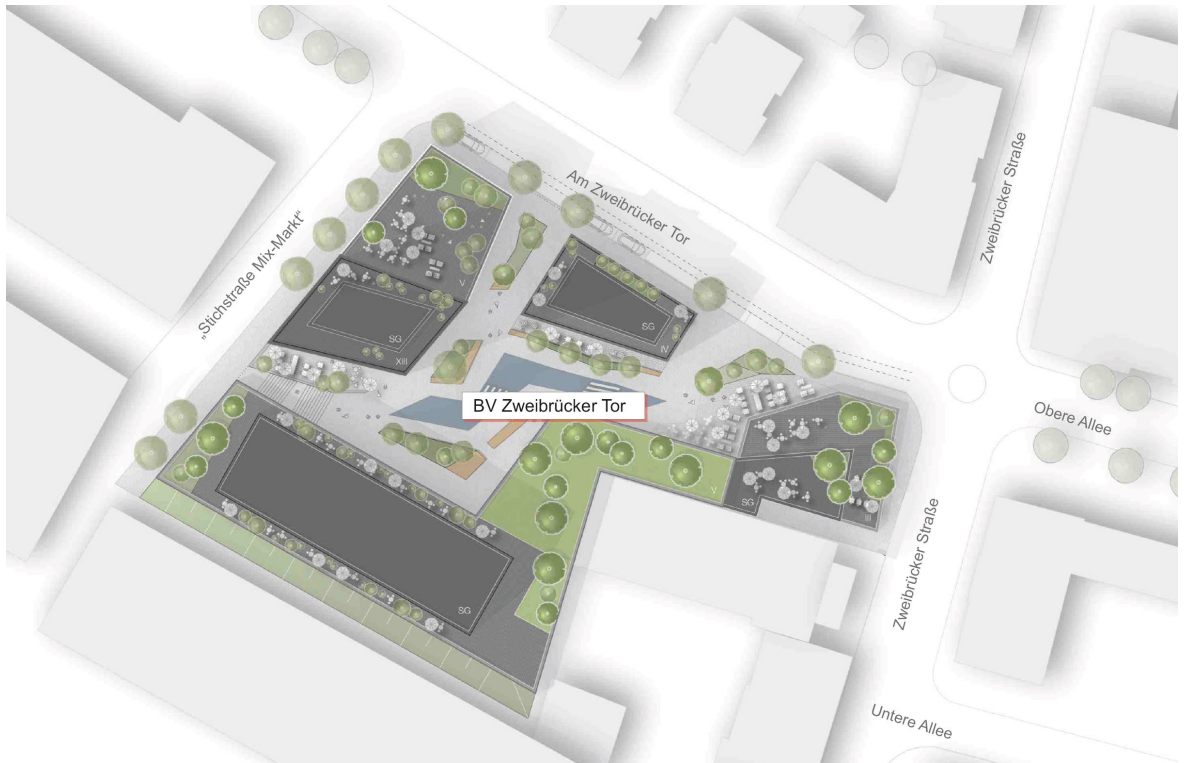 Am Zweibrücker Tor
Zweibrücker Straße
„Stichstraße Mix-Markt“
V
SG
XIII
SG
IV
BV Zweibrücker Tor
Obere Allee
V
SG
III
SG
Zweibrücker Straße
Untere Allee